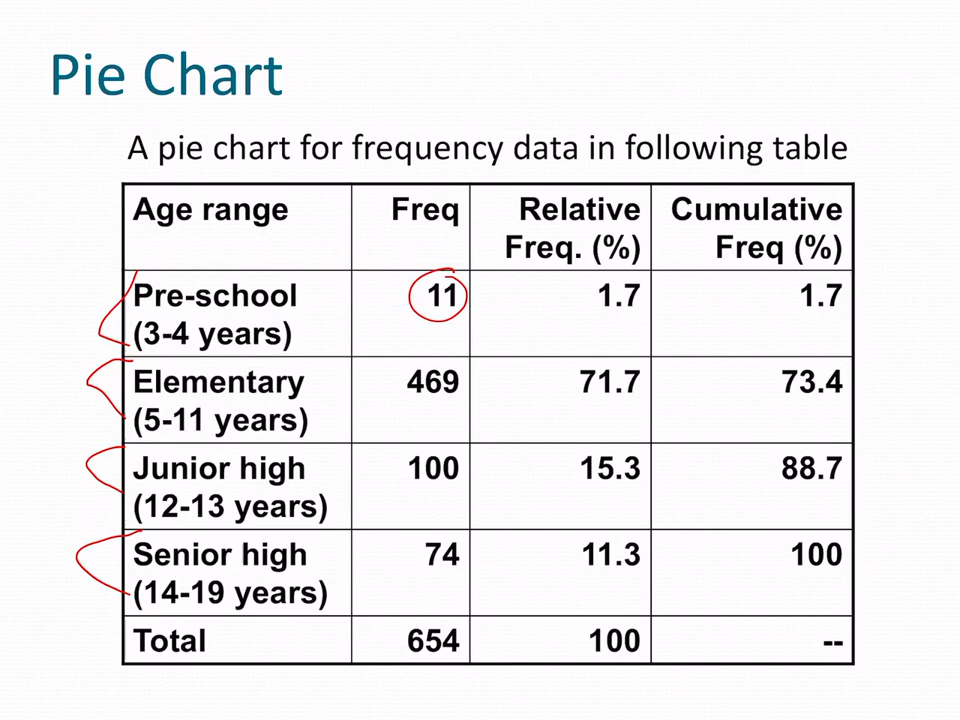 Pie Chart
A pie chart for frequency data in following table
Age range Freq Relative Freq. (%) Cumulative Freq (%)
Pre-school (3-4 years) 11 1.7 1.7
Elementary (5-11 years) 469 71.7 73.4
Junior high (12-13 years) 100 15.3 88.7
Senior high (14-19 years) 74 11.3 100
Total 654 100 --